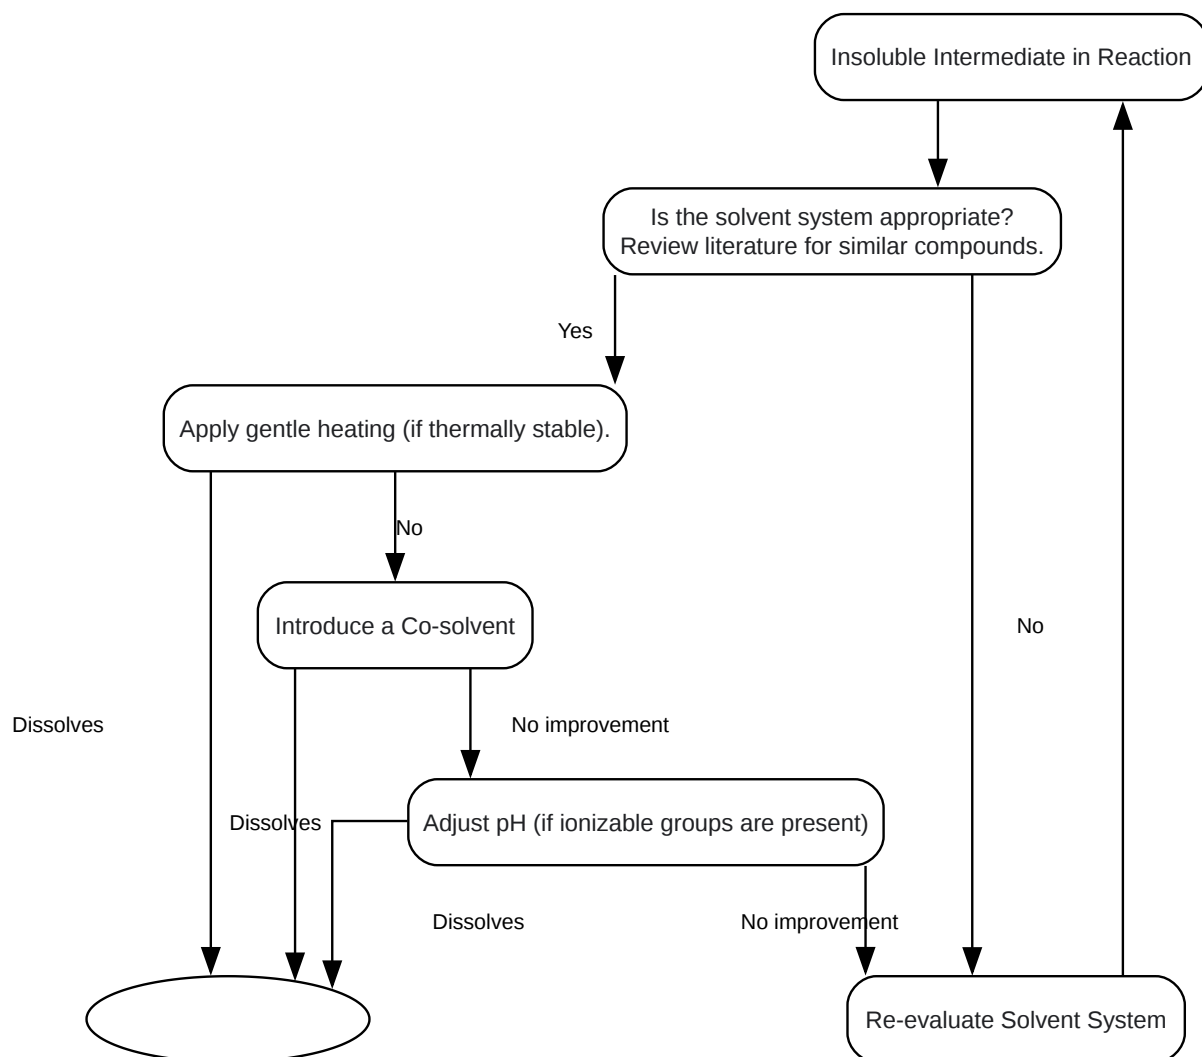 Insoluble Intermediate in Reaction
Is the solvent system appropriate?
Review literature for similar compounds.
Yes
Apply gentle heating (if thermally stable).
No
Introduce a Co-solvent
No
Dissolves
No improvement
Dissolves
Adjust pH (if ionizable groups are present)
Dissolves
No improvement
Re-evaluate Solvent System